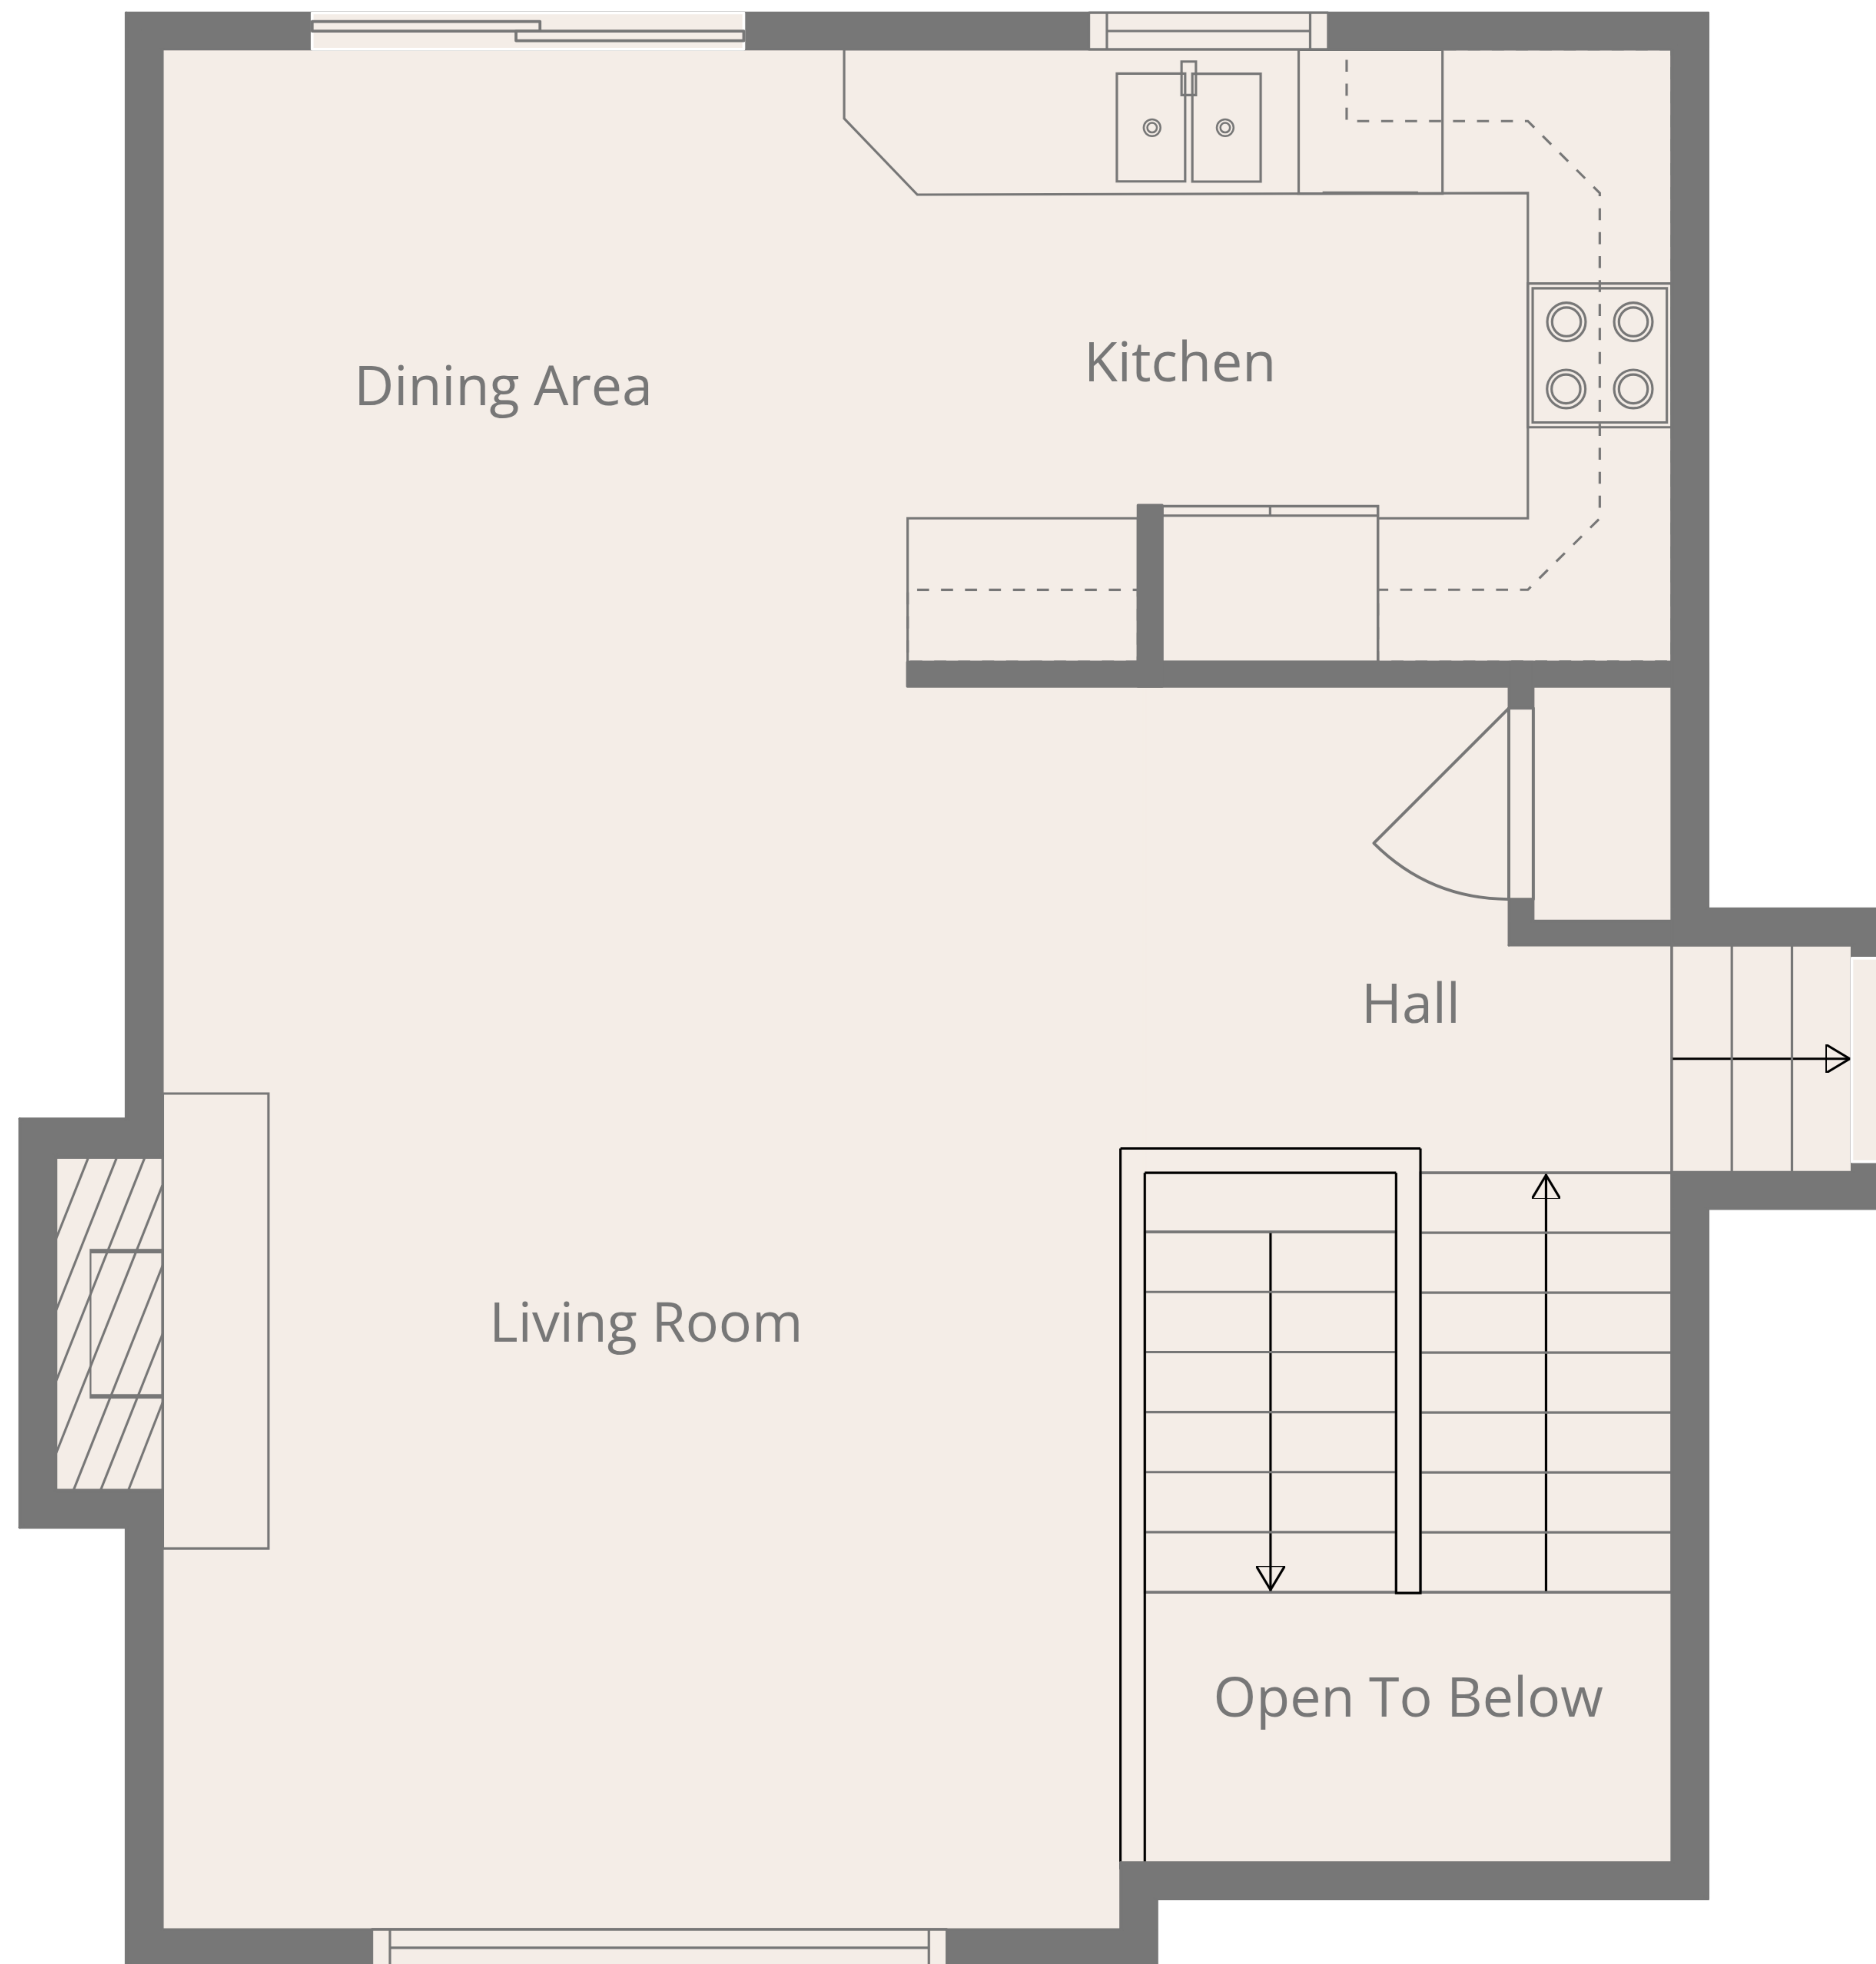 Dining Area
Kitchen
Hall
Living Room
Open To Below